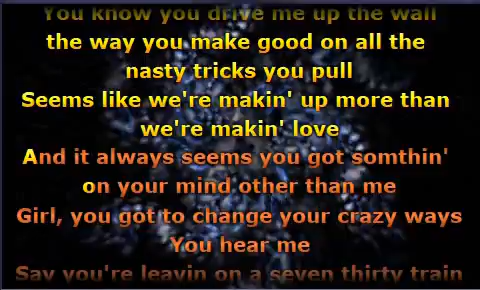 You know you drive me up the wall
the way you make good on all the
nasty tricks you pull
Seems like we're makin' up more than
we're makin' love
And it always seems you got somthin'
on your mind other than me
Girl, you got to change your crazy ways
You hear me
Say you're leavin on a seven thirty train